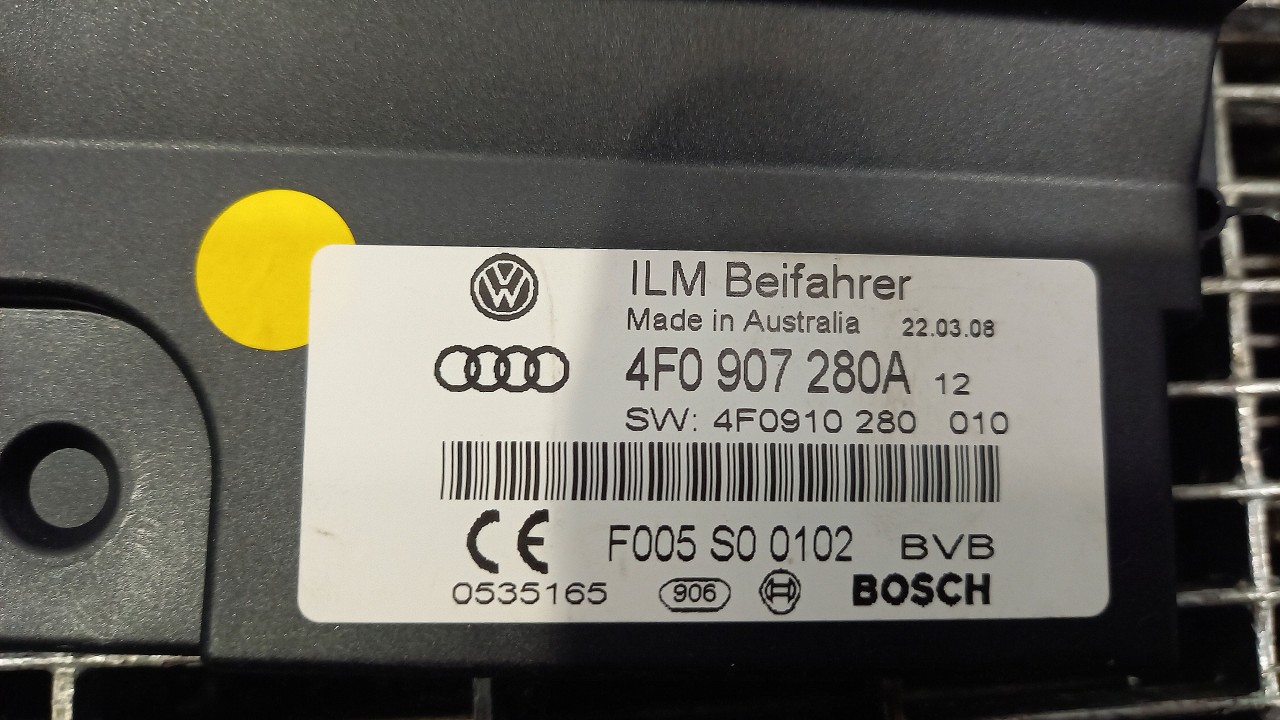 ILM Beifahrer
Made in Australia 22.03.08
4F0 907 280A 12
SW: 4F0910 280 010
CE F005 S0 0102 BVB
0535165 906 BOSCH